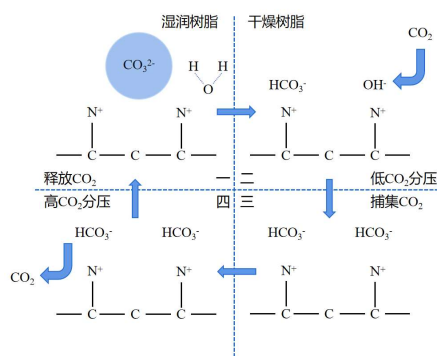 湿润树脂 干燥树脂
CO₂
CO₃²⁻ H H
O
HCO₃⁻ OH⁻
N⁺ N⁺ N⁺ N⁺
C C C C C C
释放CO₂ 一 二 低CO₂分压
高CO₂分压 四 三 捕集CO₂
HCO₃⁻ HCO₃⁻ HCO₃⁻ HCO₃⁻
CO₂ N⁺ N⁺ N⁺ N⁺
C C C C C C